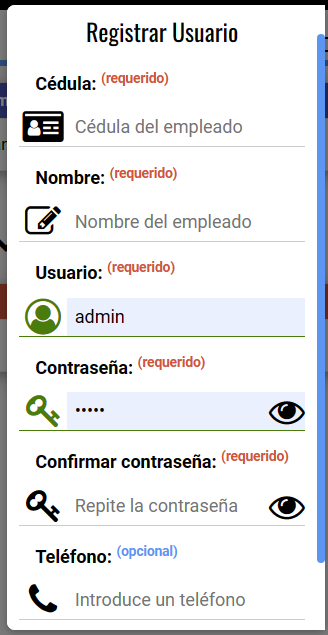 Registrar Usuario
Cédula: (requerido)
Cédula del empleado
Nombre: (requerido)
Nombre del empleado
Usuario: (requerido)
admin
Contraseña: (requerido)
•••••
Confirmar contraseña: (requerido)
Repite la contraseña
Teléfono: (opcional)
Introduce un teléfono